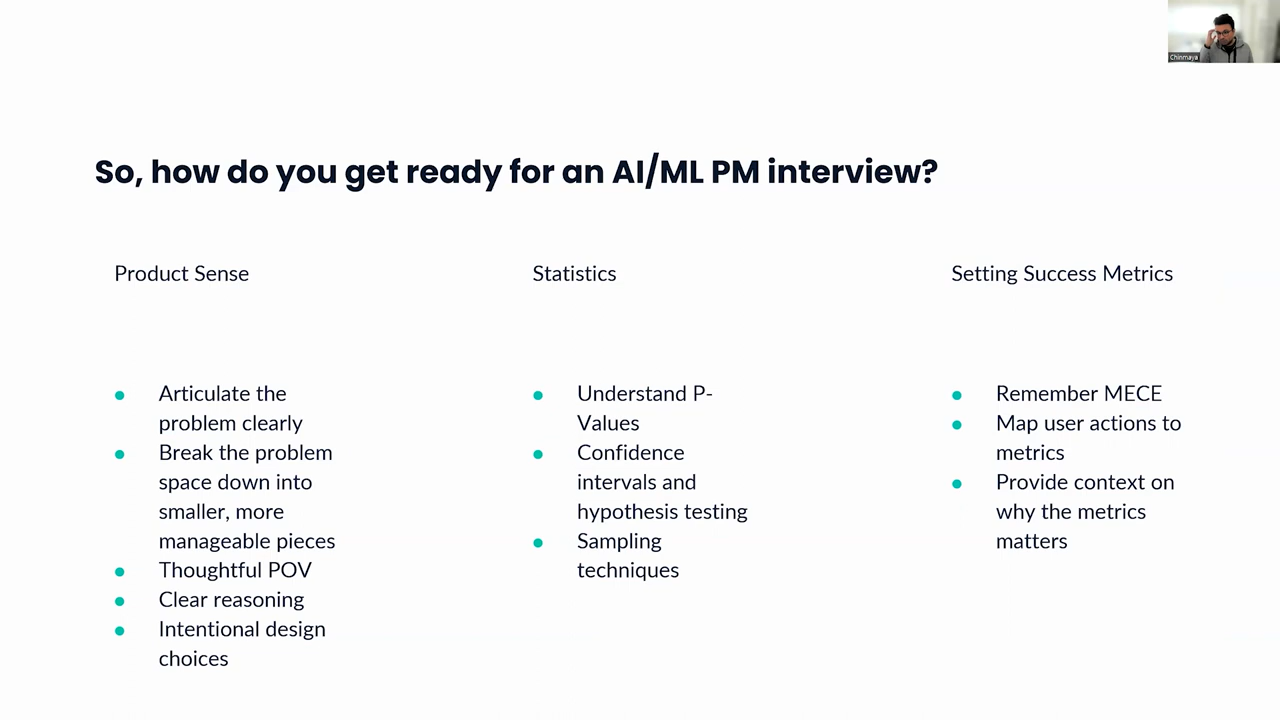 Chinmaya
So, how do you get ready for an AI/ML PM interview?
Product Sense
Articulate the
problem clearly
Break the problem
space down into
smaller, more
manageable pieces
Thoughtful POV
Clear reasoning
Intentional design
choices
Statistics
Understand P-
Values
Confidence
intervals and
hypothesis testing
Sampling
techniques
Setting Success Metrics
Remember MECE
Map user actions to
metrics
Provide context on
why the metrics
matters